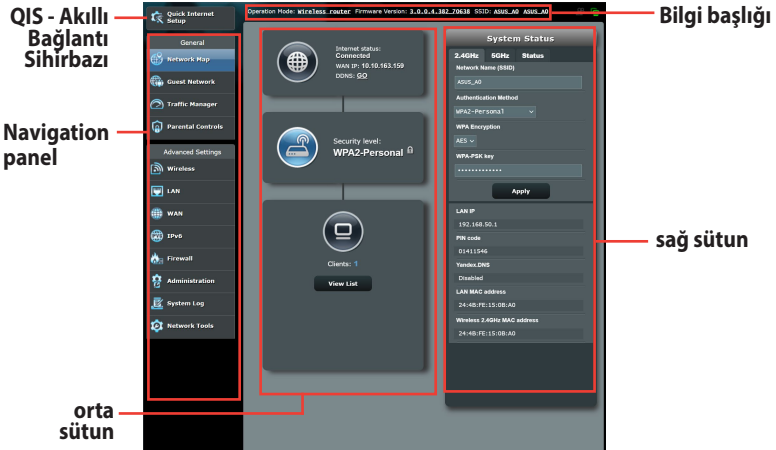 QIS - Akıllı
Bağlantı
Sihirbazı
Navigation
panel
orta
sütun
Bilgi başlığı
sağ sütun
Quick Internet
Setup
General
Network Map
Guest Network
Traffic Manager
Parental Controls
Advanced Settings
Wireless
LAN
WAN
IPv6
Firewall
Administration
System Log
Network Tools
Operation Mode: Wireless router Firmware Version: 3.0.0.4.382_70638 SSID: ASUS_A0 ASUS_A0
Internet status:
Connected
WAN IP: 10.10.163.159
DDNS: GO
Security level:
WPA2-Personal
Clients: 1
View List
System Status
2.4GHz 5GHz Status
Network Name (SSID)
ASUS_A0
Authentication Method
WPA2-Personal
WPA Encryption
AES
WPA-PSK key
•••••••••••••
Apply
LAN IP
192.168.50.1
PIN code
01411546
Yandex.DNS
Disabled
LAN MAC address
24:4B:FE:15:0B:A0
Wireless 2.4GHz MAC address
24:4B:FE:15:0B:A0